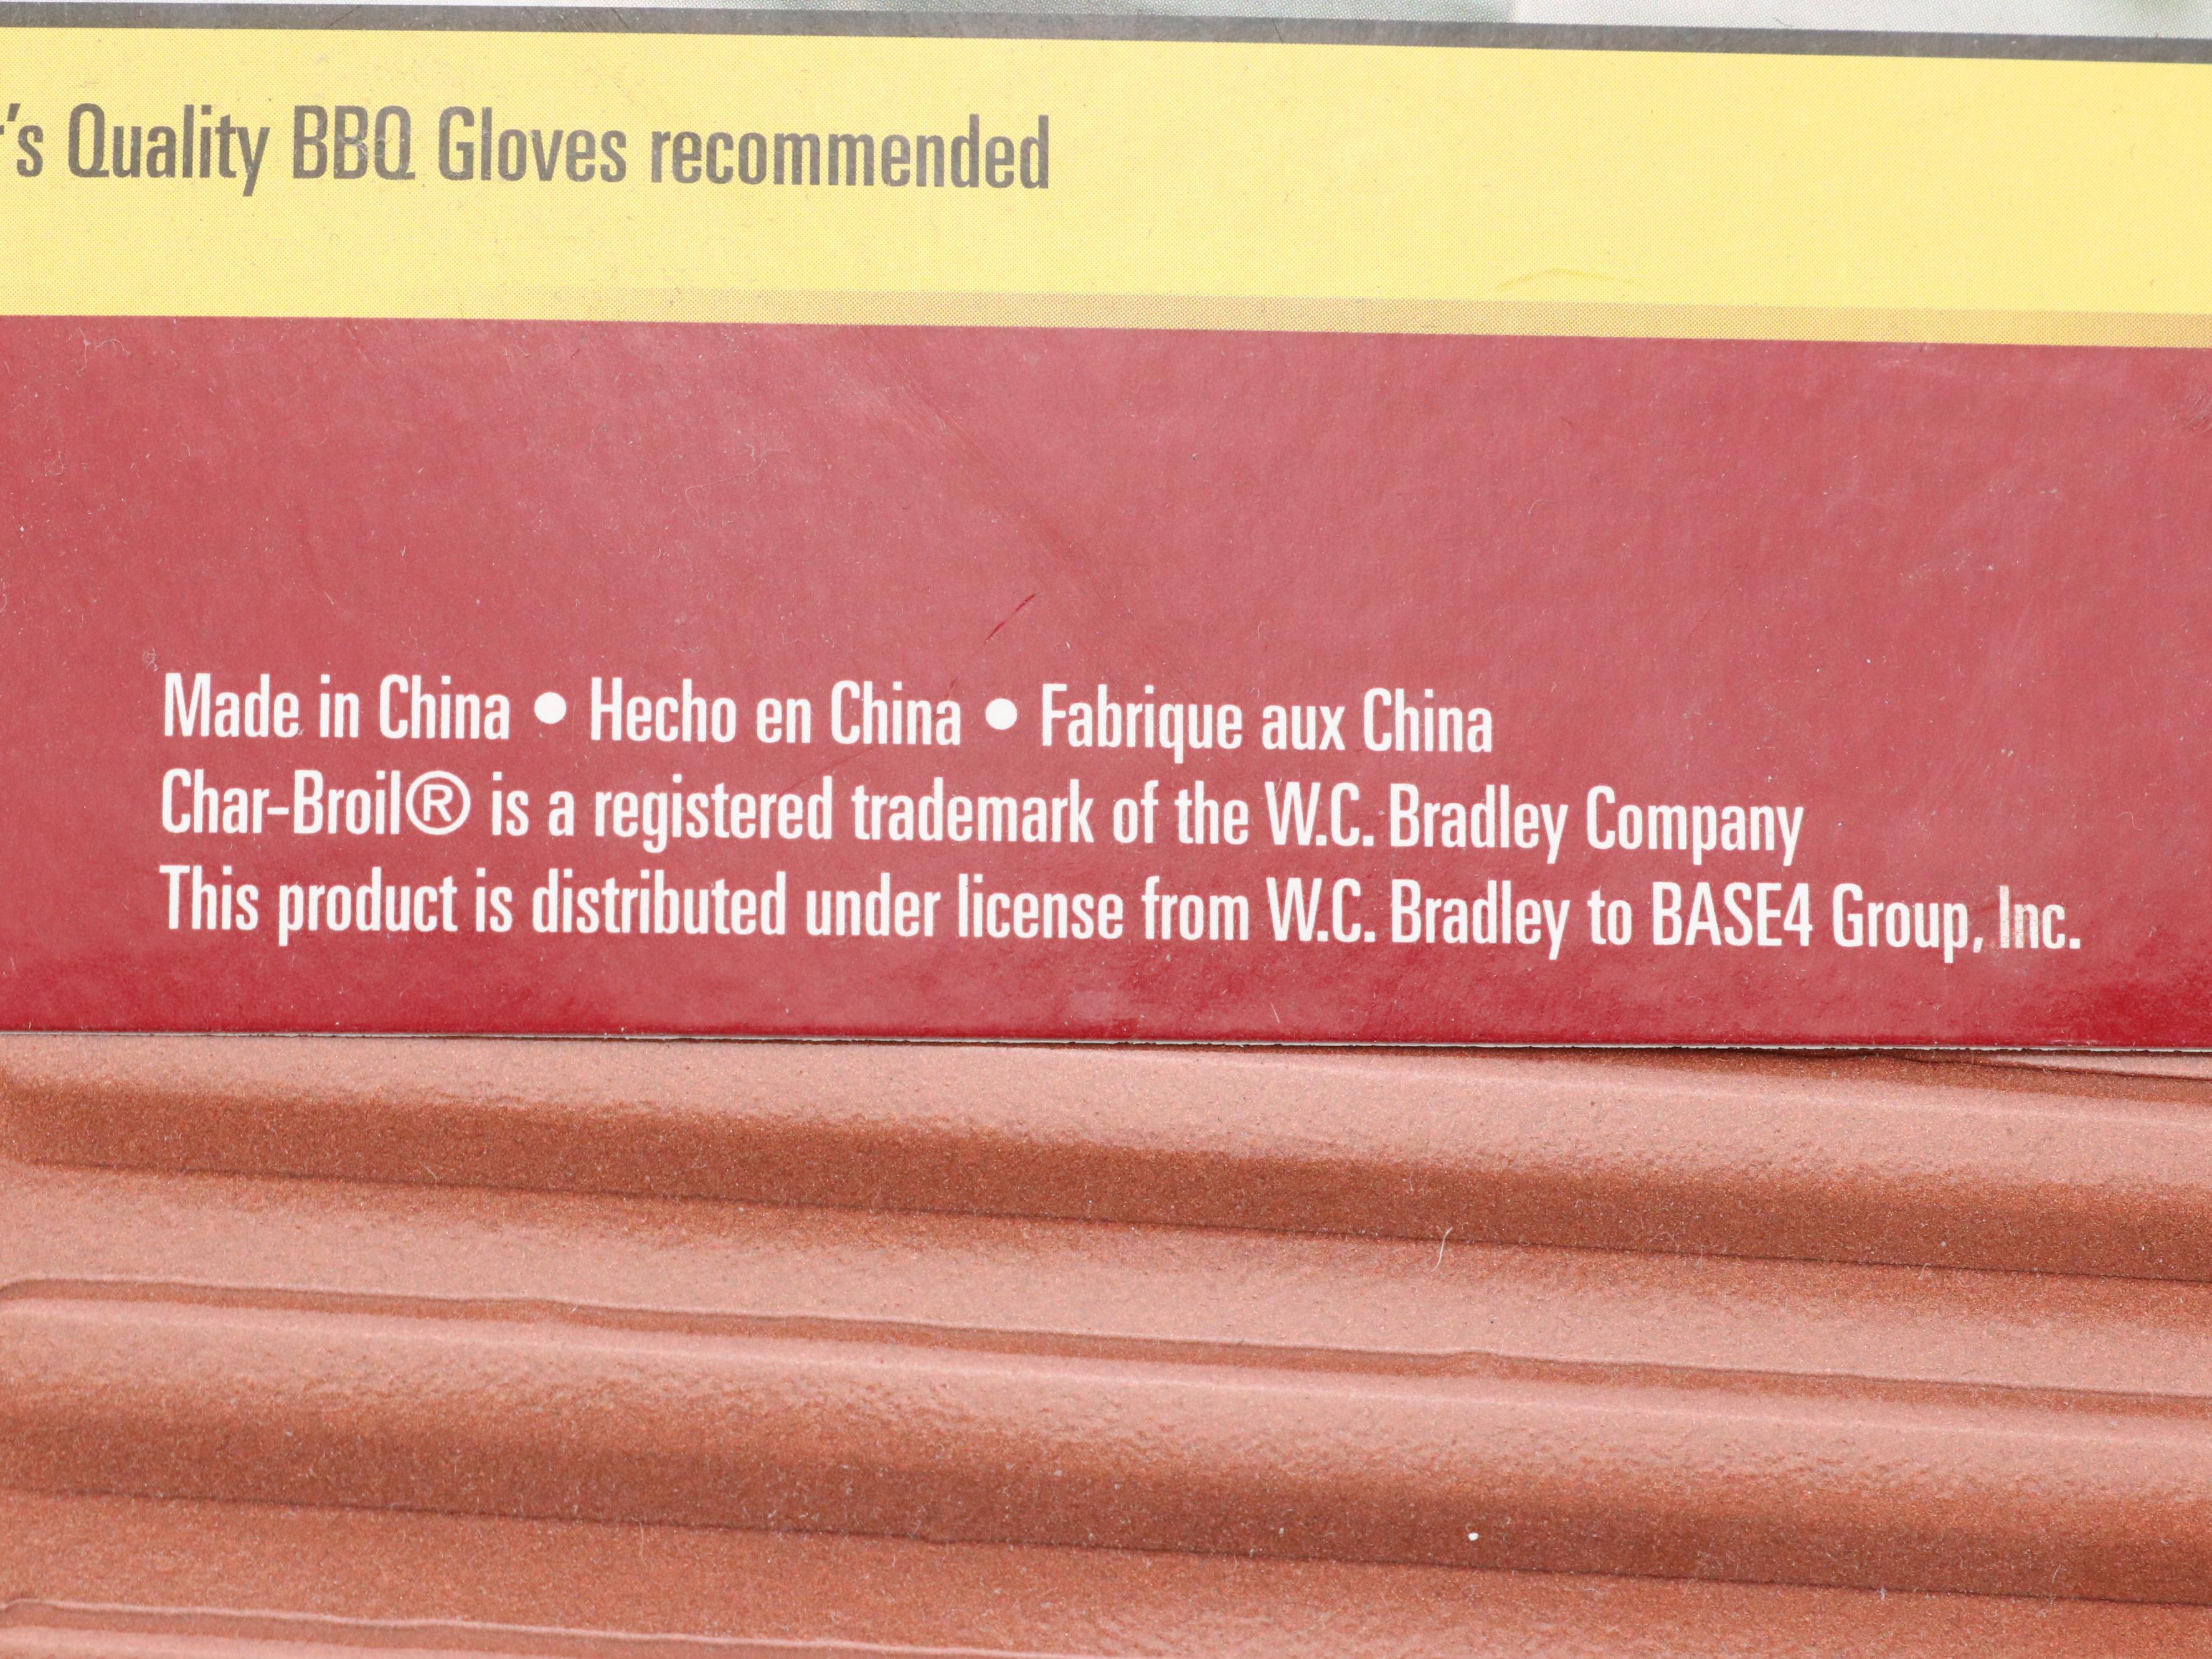 's Quality BBQ Gloves recommended
Made in China • Hecho en China • Fabrique aux China
Char-Broil® is a registered trademark of the W.C. Bradley Company
This product is distributed under license from W.C. Bradley to BASE4 Group, Inc.